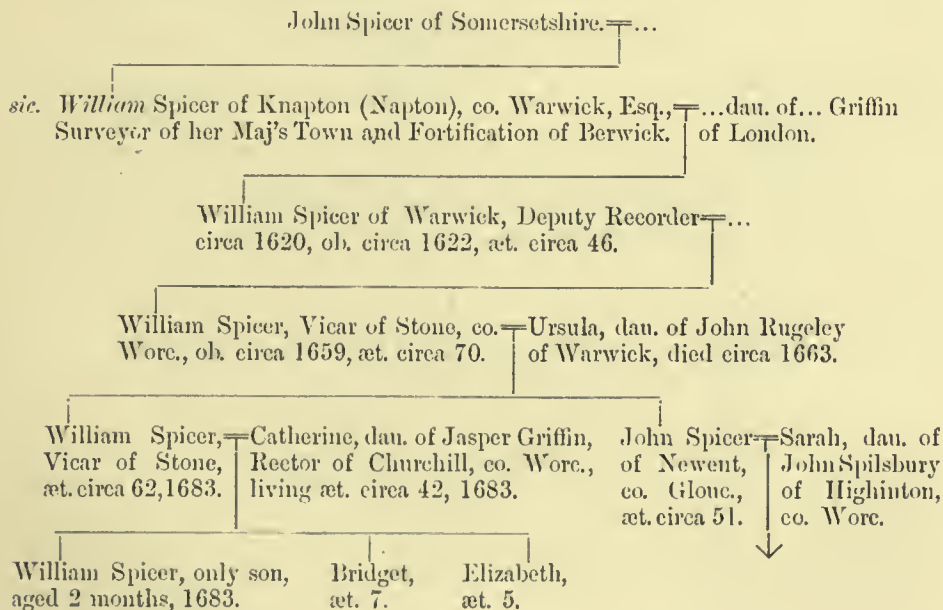 John Spicer of Somersetshire. ...
sic. William Spicer of Knapton (Napton), co. Warwick, Esq., ...dau. of... Griffin
Surveyor of her Maj's Town and Fortification of Berwick. of London.
William Spicer of Warwick, Deputy Recorder ...
circa 1620, ob. circa 1622, æt. circa 46.
William Spicer, Vicar of Stone, co. Ursula, dau. of John Rugeley
Worc., ob. circa 1659, æt. circa 70. of Warwick, died circa 1663.
William Spicer, Catherine, dau. of Jasper Griffin, John Spicer Sarah, dau. of
Vicar of Stone, Rector of Churchill, co. Worc., of Newent, John Spilsbury
æt. circa 62, 1683. living æt. circa 42, 1683. co. Glouc., of Highinton,
æt. circa 51. co. Worc.
William Spicer, only son, Bridget, Elizabeth,
aged 2 months, 1683. æt. 7. æt. 5.